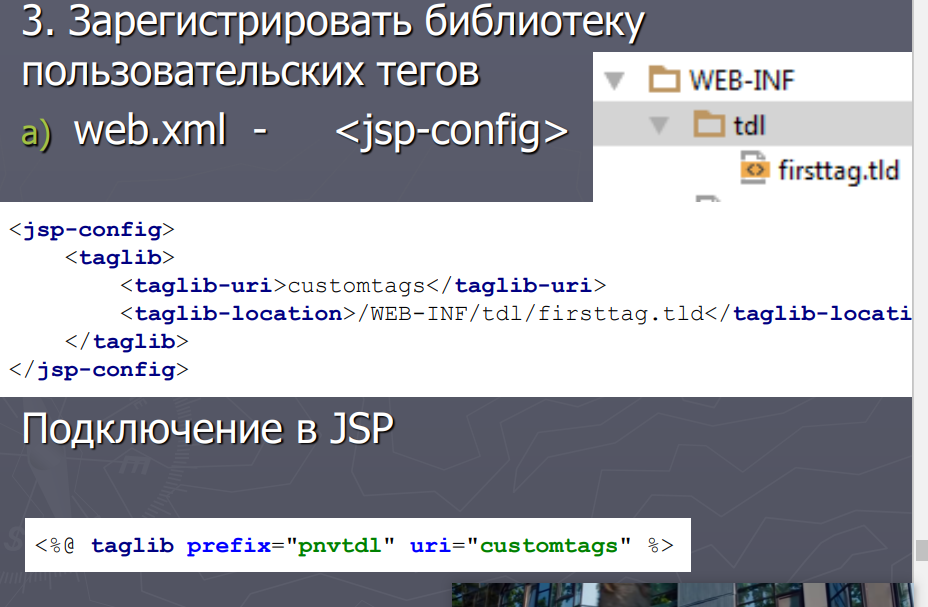 3. Зарегистрировать библиотеку
пользовательских тегов
a) web.xml - <jsp-config>
WEB-INF
tdl
firsttag.tld
<jsp-config>
<taglib>
<taglib-uri>customtags</taglib-uri>
<taglib-location>/WEB-INF/tdl/firsttag.tld</taglib-locati
</taglib>
</jsp-config>
Подключение в JSP
<%@ taglib prefix="pnvtdl" uri="customtags" %>